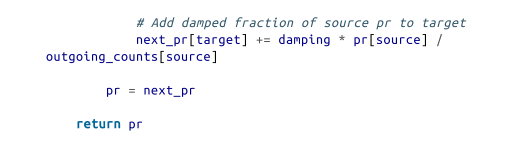 # Add damped fraction of source pr to target
next_pr[target] += damping * pr[source] /
outgoing_counts[source]
pr = next_pr
return pr